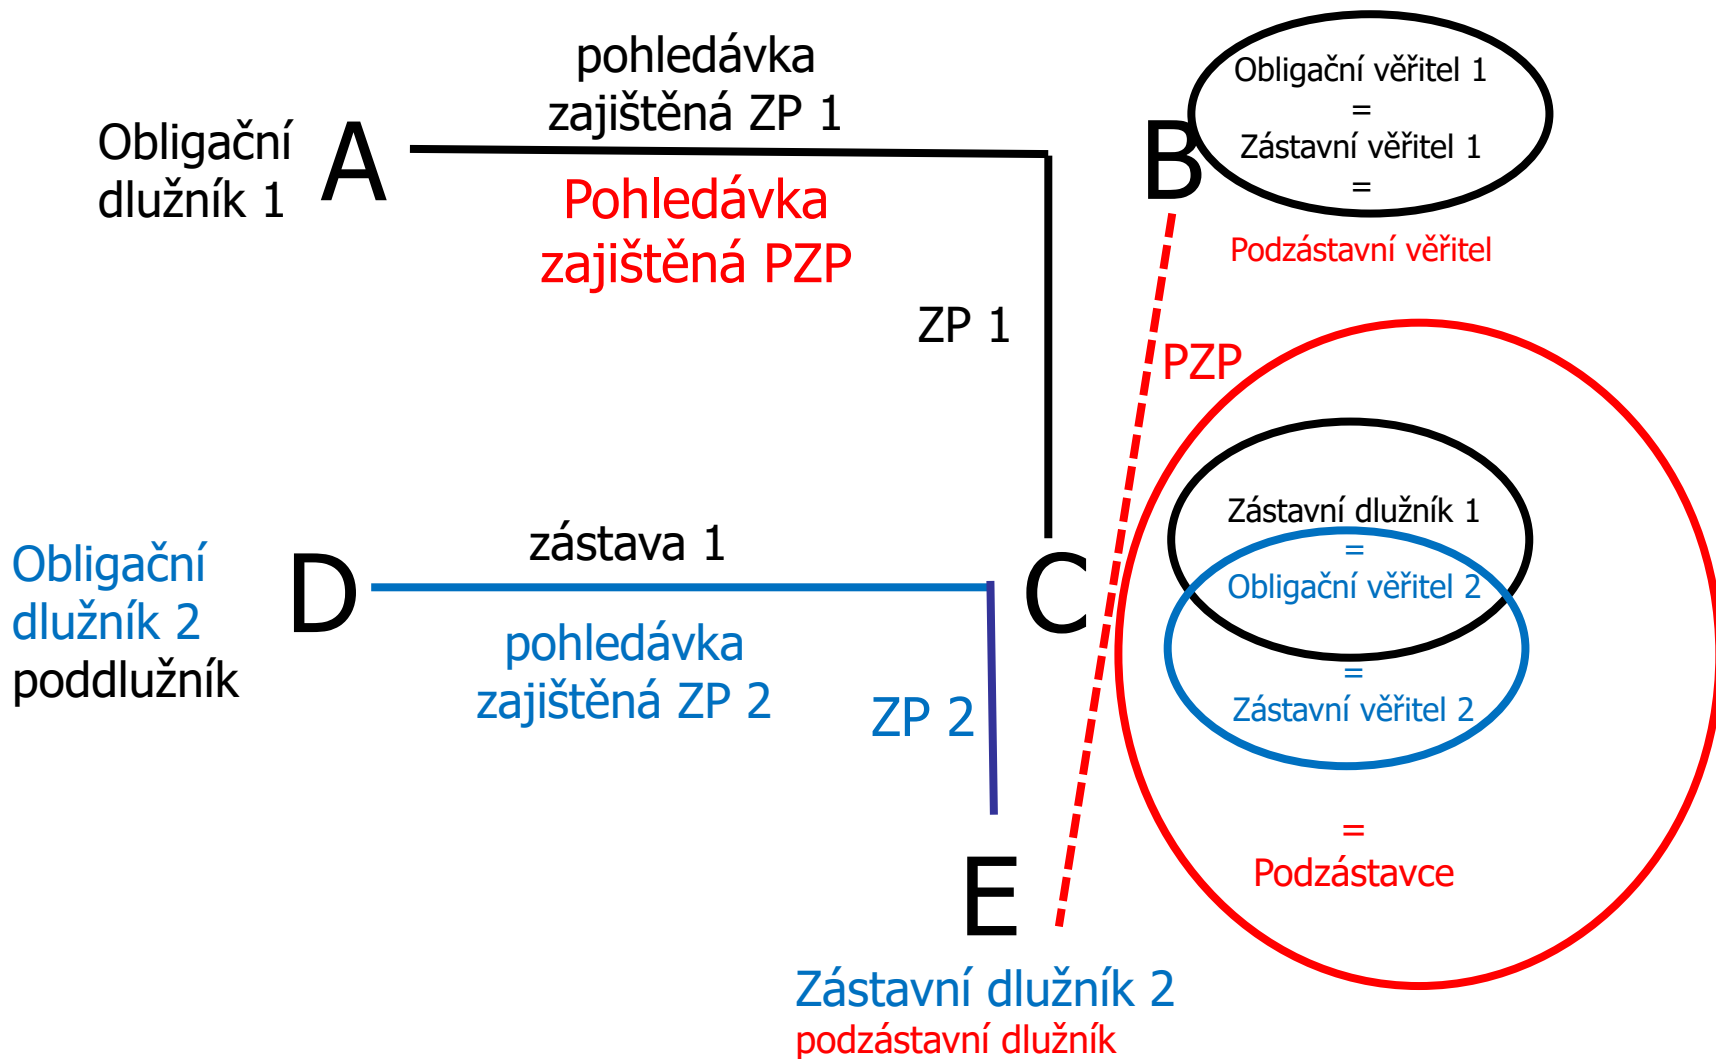 pohledávka
zajištěná ZP 1
Obligační
dlužník 1
A
Pohledávka
zajištěná PZP
B
Obligační věřitel 1
=
Zástavní věřitel 1
=
Podzástavní věřitel
ZP 1
PZP
Obligační
dlužník 2
poddlužník
D
zástava 1
pohledávka
zajištěná ZP 2
ZP 2
C
Zástavní dlužník 1
=
Obligační věřitel 2
=
Zástavní věřitel 2
=
Podzástavce
E
Zástavní dlužník 2
podzástavní dlužník